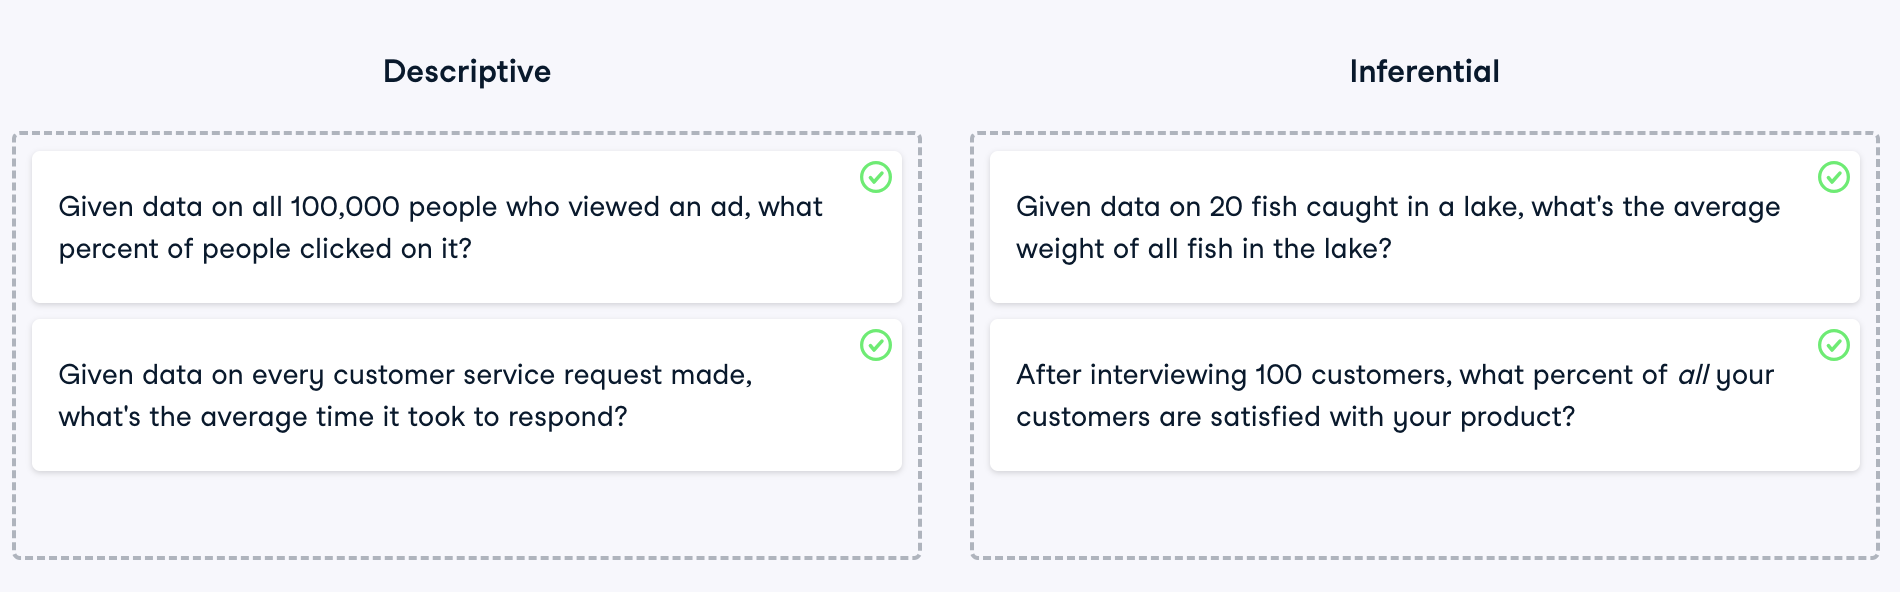 Descriptive
Given data on all 100,000 people who viewed an ad, what
percent of people clicked on it?
Given data on every customer service request made,
what's the average time it took to respond?
Inferential
Given data on 20 fish caught in a lake, what's the average
weight of all fish in the lake?
After interviewing 100 customers, what percent of all your
customers are satisfied with your product?